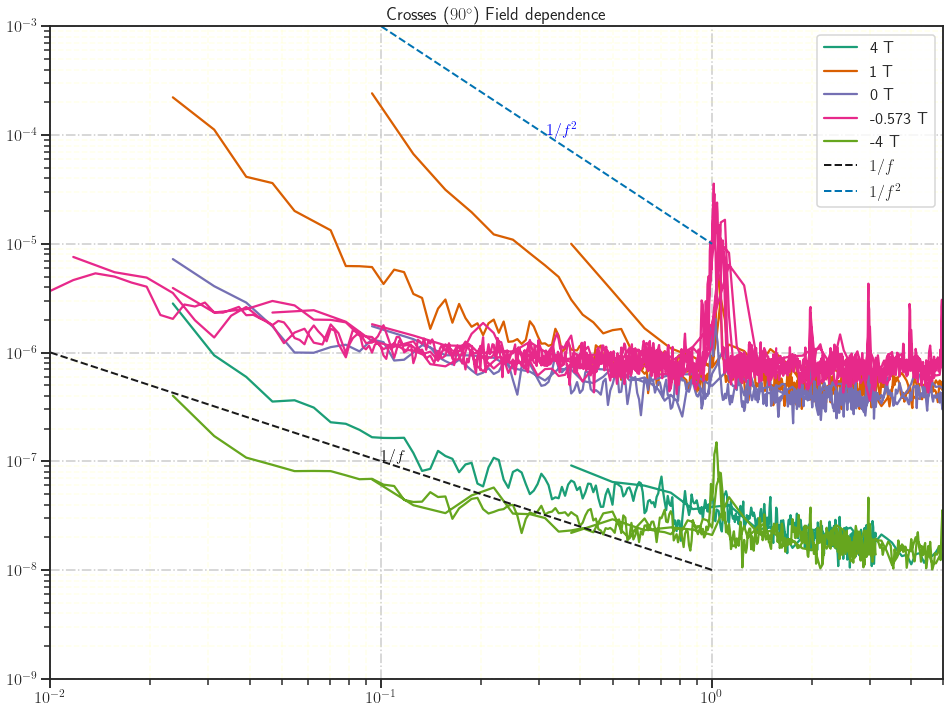 Crosses (90°) Field dependence
10⁻³
10⁻⁴
10⁻⁵
10⁻⁶
10⁻⁷
10⁻⁸
10⁻⁹
10⁻²
10⁻¹
10⁰
1/f²
1/f
4 T
1 T
0 T
-0.573 T
-4 T
1/f
1/f²